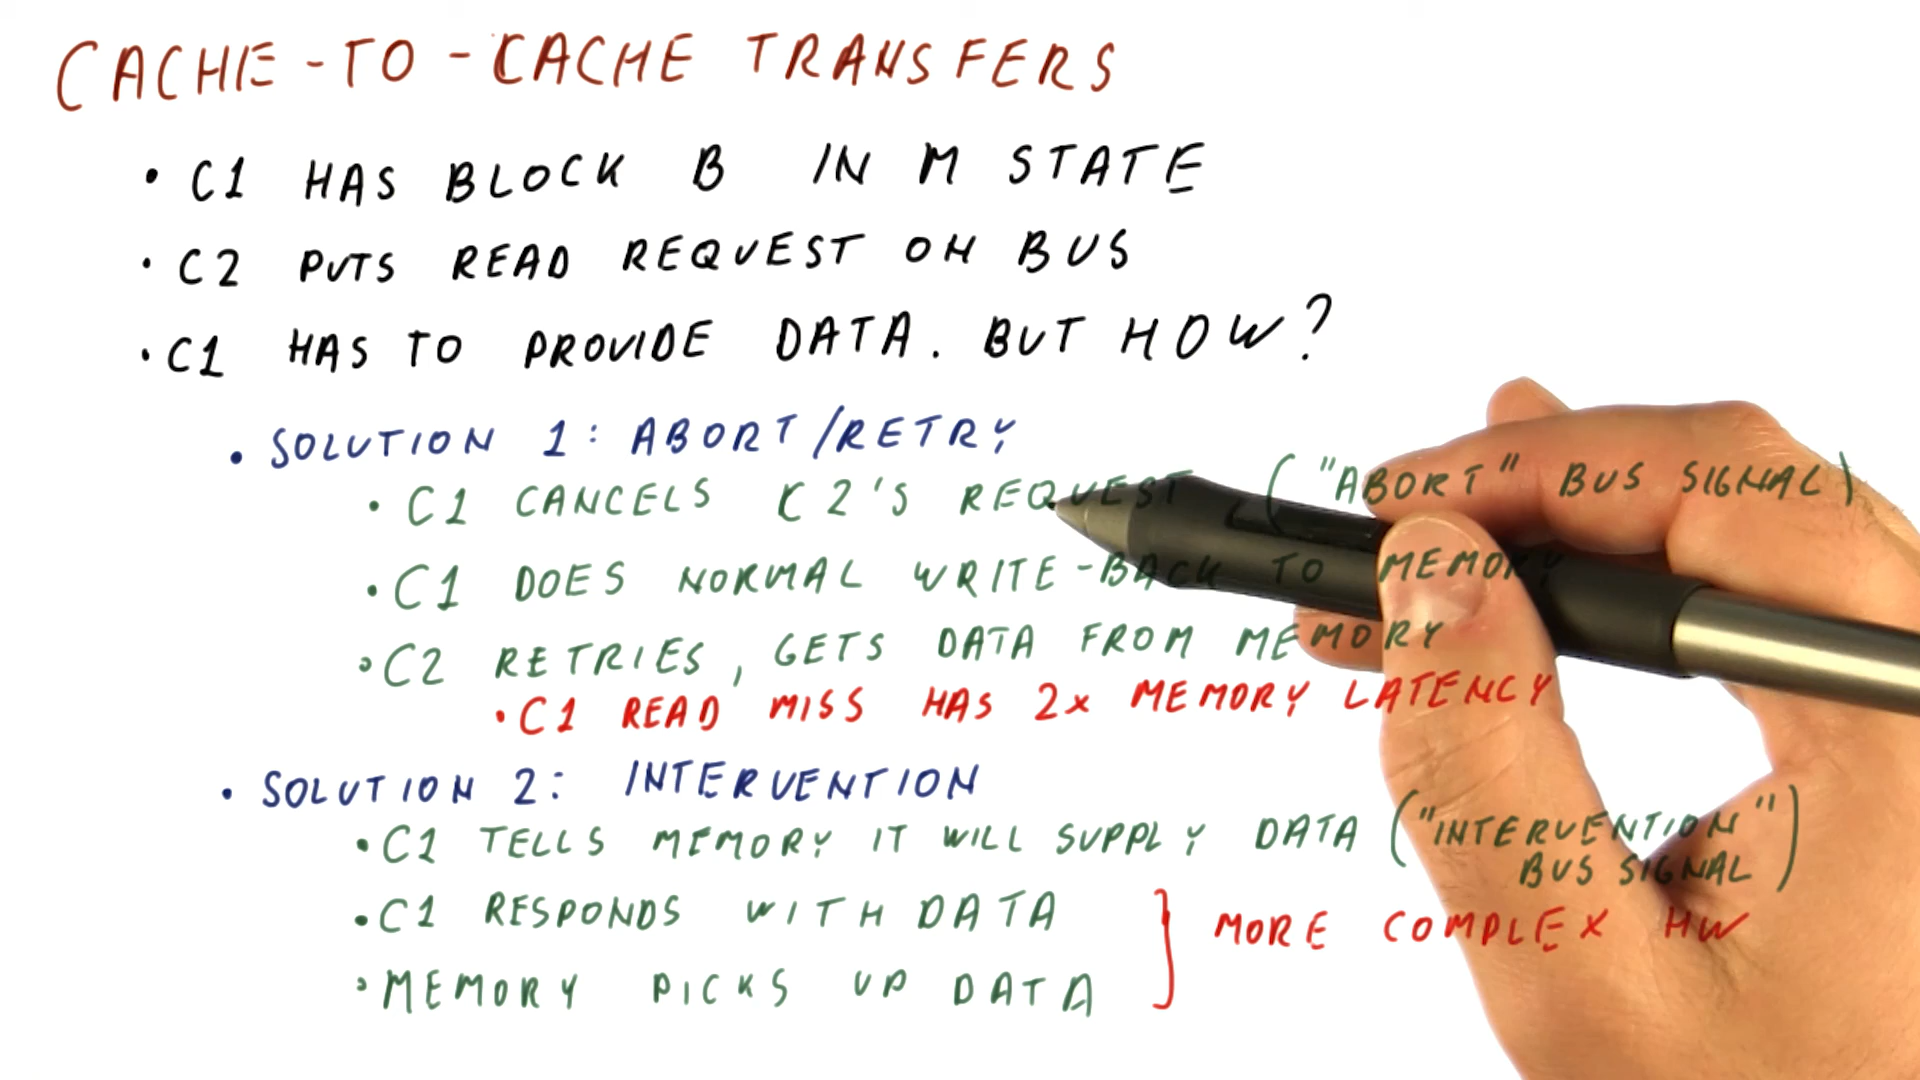 CACHE-TO-CACHE TRANSFERS
• C1 HAS BLOCK B IN M STATE
• C2 PUTS READ REQUEST ON BUS
• C1 HAS TO PROVIDE DATA. BUT HOW?
• SOLUTION 1: ABORT/RETRY
• C1 CANCELS C2'S REQUEST ("ABORT" BUS SIGNAL)
• C1 DOES NORMAL WRITE-BACK TO MEMORY
• C2 RETRIES, GETS DATA FROM MEMORY
• C1 READ MISS HAS 2x MEMORY LATENCY
• SOLUTION 2: INTERVENTION
• C1 TELLS MEMORY IT WILL SUPPLY DATA ("INTERVENTION"
BUS SIGNAL)
• C1 RESPONDS WITH DATA
MORE COMPLEX HW
• MEMORY PICKS UP DATA